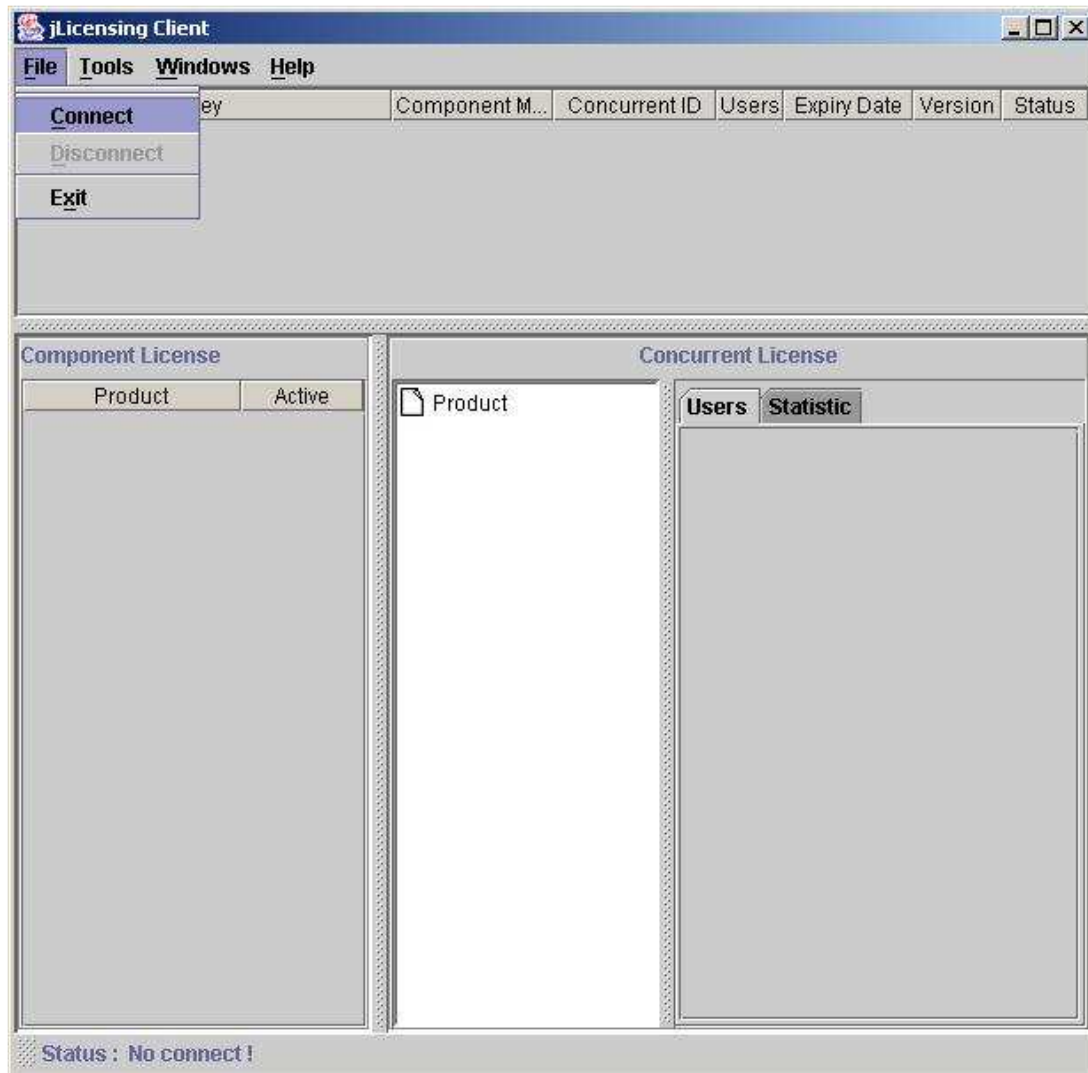 jLicensing Client
File Tools Windows Help
Connect
ey Component M... Concurrent ID Users Expiry Date Version Status
Disconnect
Exit
Component License
Concurrent License
Product Active
Product
Users Statistic
Status : No connect !